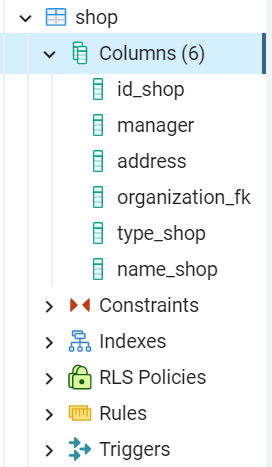 shop
Columns (6)
id_shop
manager
address
organization_fk
type_shop
name_shop
Constraints
Indexes
RLS Policies
Rules
Triggers